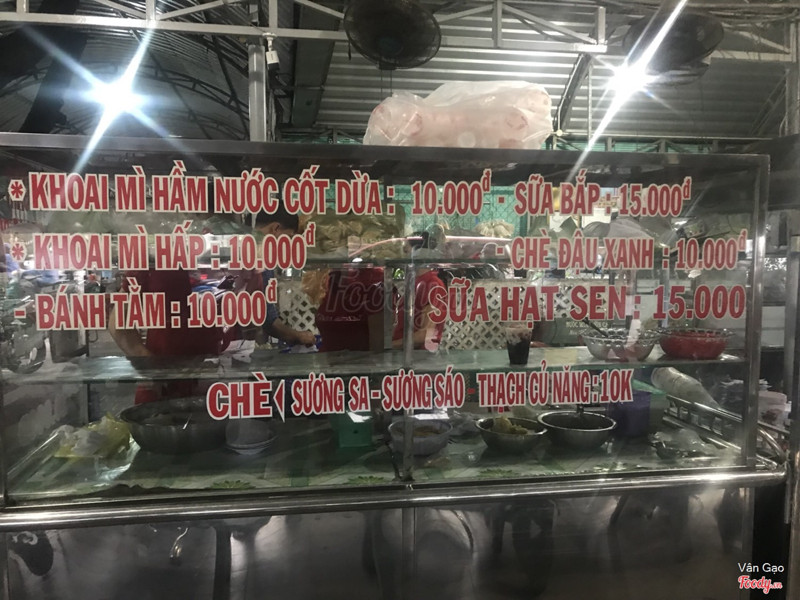 * KHOAI MÌ HẦM NƯỚC CỐT DỪA : 10.000đ - SỮA BẮP : 15.000đ
* KHOAI MÌ HẤP : 10.000đ - CHÈ ĐẬU XANH : 10.000đ
- BÁNH TẰM : 10.000đ SỮA HẠT SEN : 15.000
CHÈ SƯƠNG SA - SƯƠNG SÁO - THẠCH CỦ NĂNG : 10K
Foody
Vân Gạo
Foody.vn